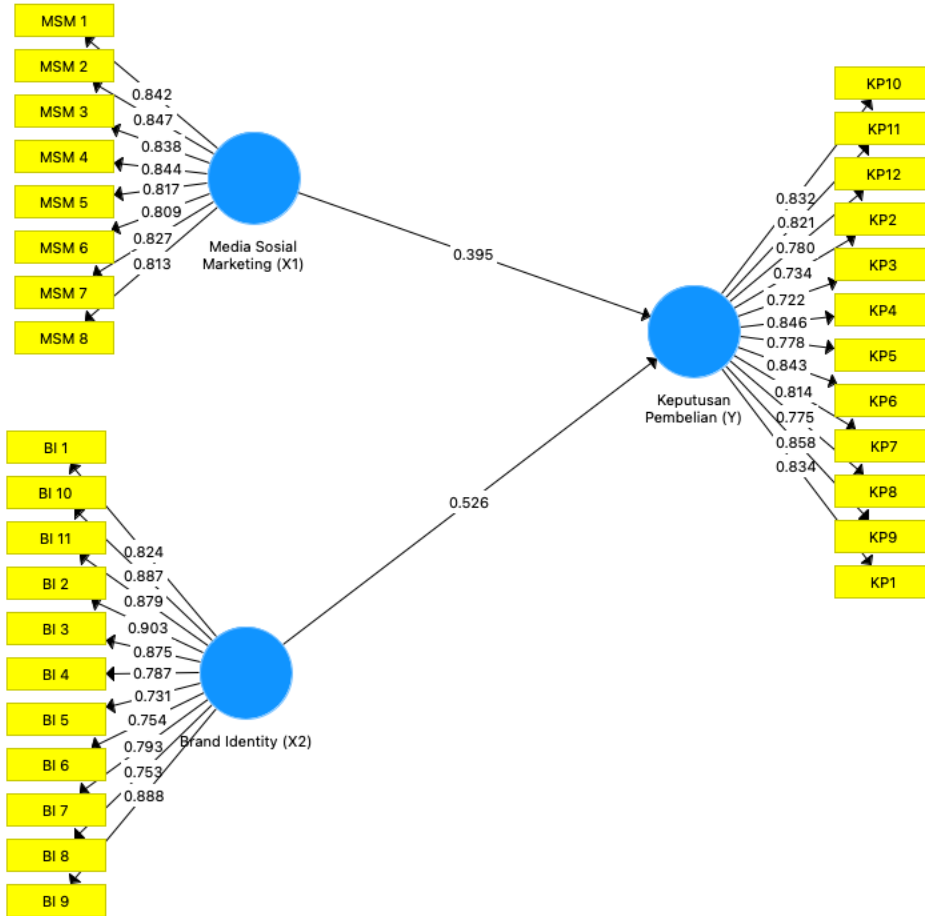 MSM 1
MSM 2
MSM 3
MSM 4
MSM 5
MSM 6
MSM 7
MSM 8
0.842
0.847
0.838
0.844
0.817
0.809
0.827
0.813
Media Sosial
Marketing (X1)
0.395
BI 1
BI 10
BI 11
BI 2
BI 3
BI 4
BI 5
BI 6
BI 7
BI 8
BI 9
0.824
0.887
0.879
0.903
0.875
0.787
0.731
0.754
0.793
0.753
0.888
Brand Identity (X2)
0.526
Keputusan
Pembelian (Y)
0.832
0.821
0.780
0.734
0.722
0.846
0.778
0.843
0.814
0.775
0.858
0.834
KP10
KP11
KP12
KP2
KP3
KP4
KP5
KP6
KP7
KP8
KP9
KP1